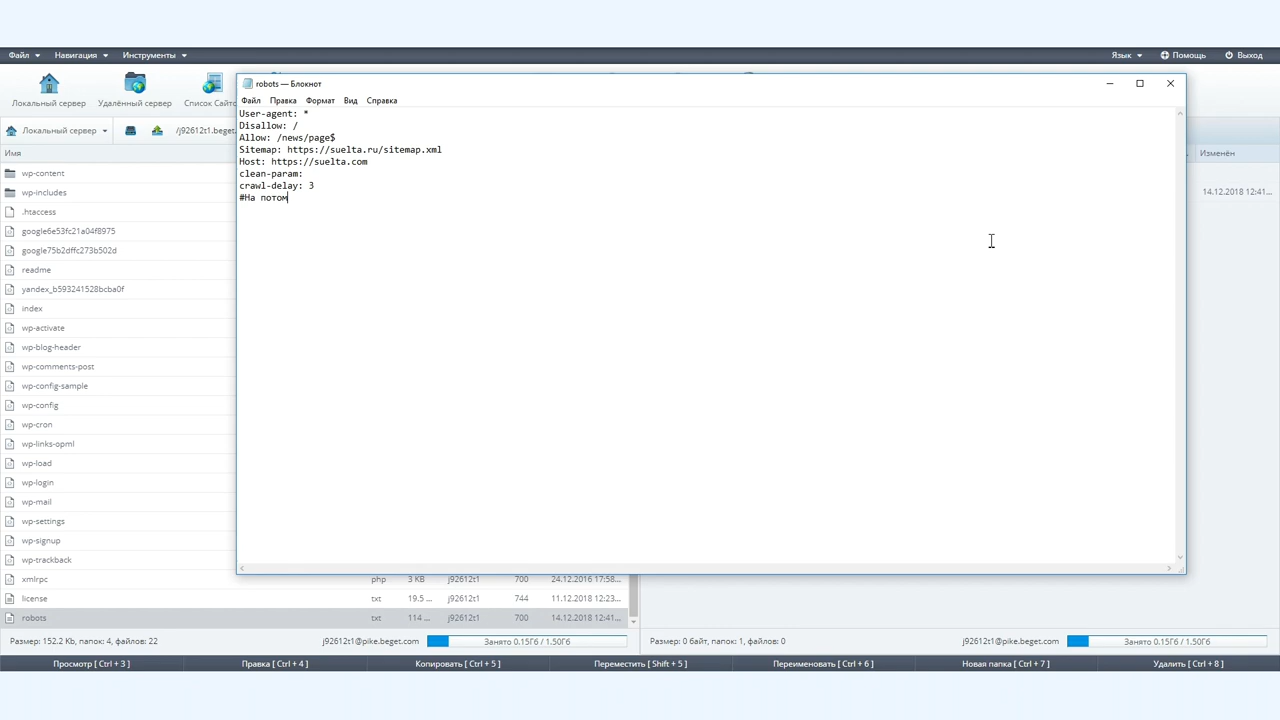 Файл Навигация Инструменты Язык Помощь Выход
Локальный сервер Удалённый сервер Список Сайто
robots — Блокнот
Файл Правка Формат Вид Справка
User-agent: *
Disallow: /
Allow: /news/page$
Sitemap: https://suelta.ru/sitemap.xml
Host: https://suelta.com
clean-param:
crawl-delay: 3
#На потом
Локальный сервер /j92612t1.beget.
Имя Изменён
wp-content
wp-includes 14.12.2018 12:41...
.htaccess
google6e53fc21a04f8975
google75b2dffc273b502d
readme
yandex_b593241528bcba0f
index
wp-activate
wp-blog-header
wp-comments-post
wp-config-sample
wp-config
wp-cron
wp-links-opml
wp-load
wp-login
wp-mail
wp-settings
wp-signup
wp-trackback
xmlrpc php 3 KB j92612t1 700 24.12.2016 17:58...
license txt 19.5 ... j92612t1 744 11.12.2018 12:23...
robots txt 114 ... j92612t1 700 14.12.2018 12:41...
Размер: 152.2 Kb, папок: 4, файлов: 22 j92612t1@pike.beget.com Занято 0.15Гб / 1.50Гб Размер: 0 байт, папок: 1, файлов: 0 j92612t1@pike.beget.com Занято 0.15Гб / 1.50Гб
Просмотр [ Ctrl + 3 ] Правка [ Ctrl + 4 ] Копировать [ Ctrl + 5 ] Переместить [ Shift + 5 ] Переименовать [ Ctrl + 6 ] Новая папка [ Ctrl + 7 ] Удалить [ Ctrl + 8 ]